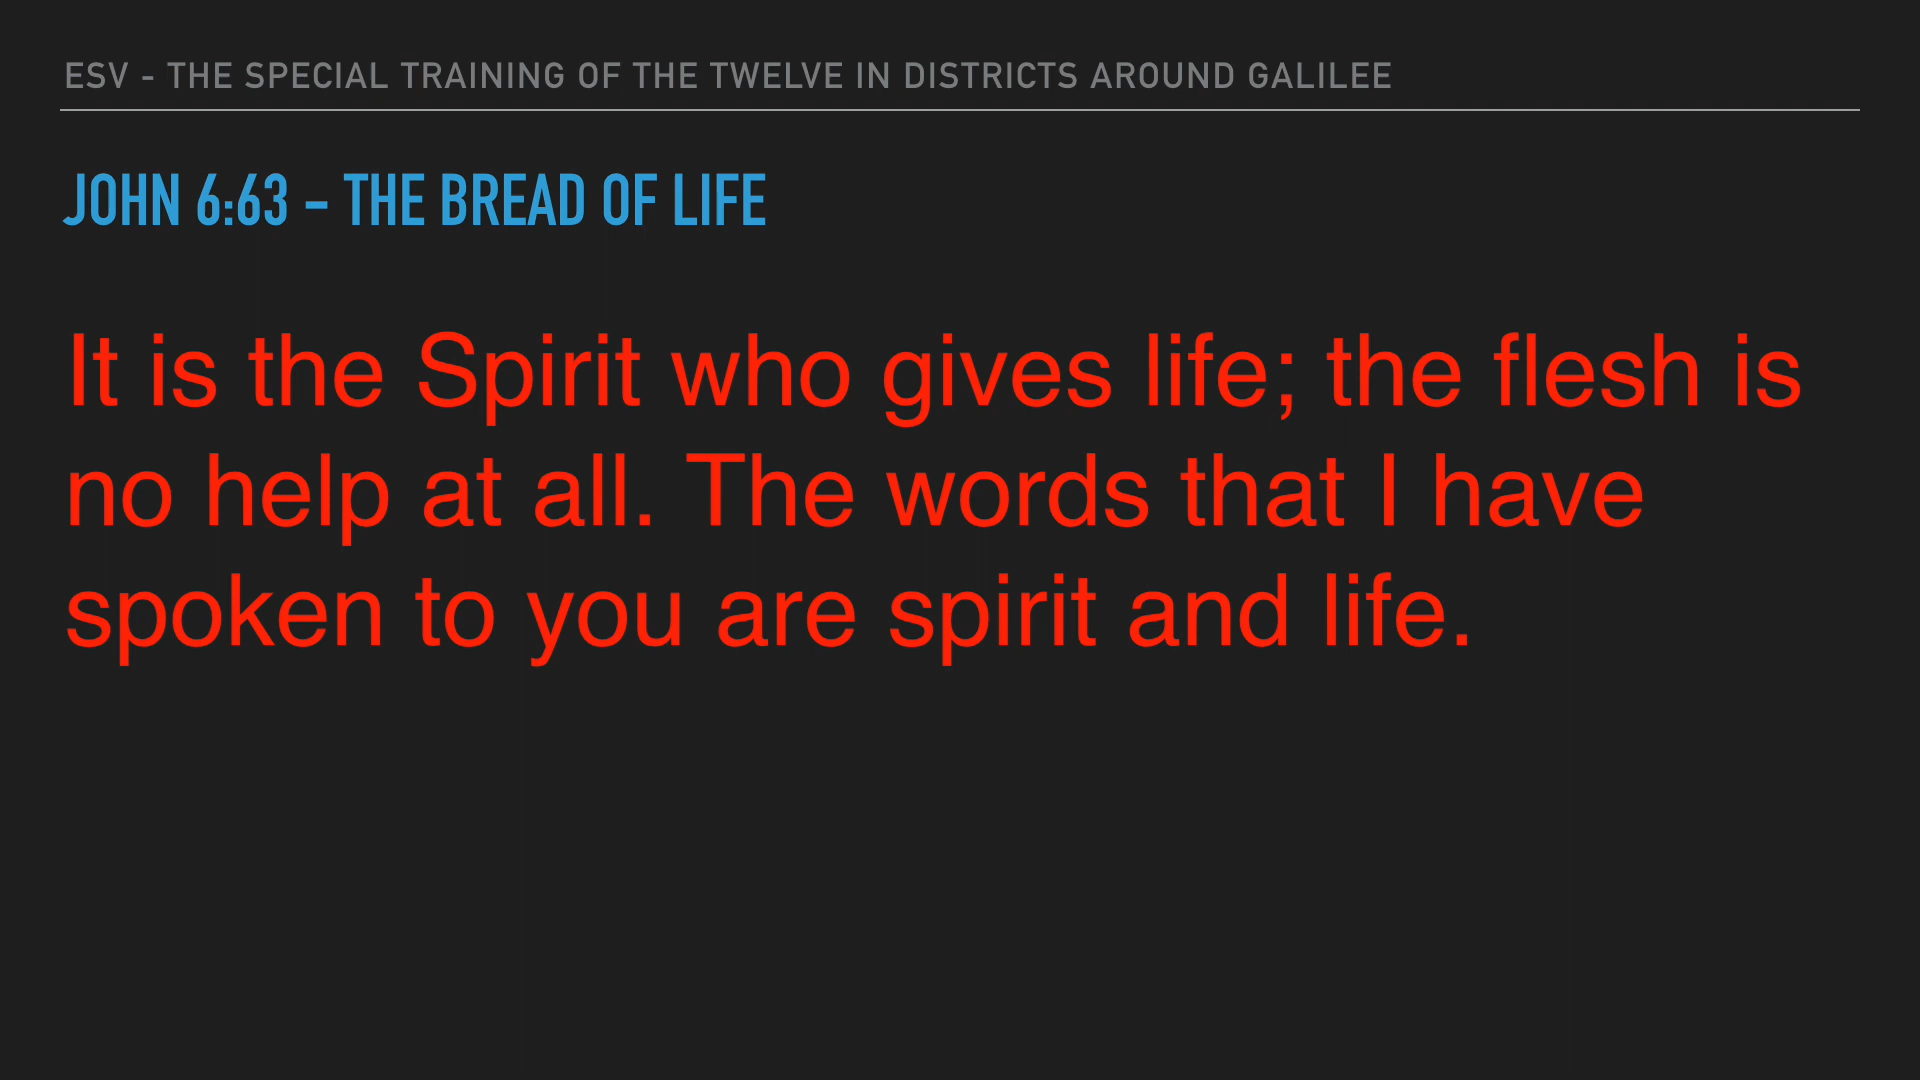 ESV - THE SPECIAL TRAINING OF THE TWELVE IN DISTRICTS AROUND GALILEE
JOHN 6:63 – THE BREAD OF LIFE
It is the Spirit who gives life; the flesh is
no help at all. The words that I have
spoken to you are spirit and life.